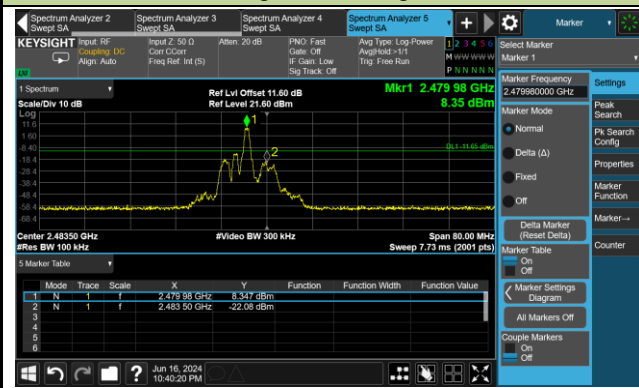 Spectrum Analyzer 2
Swept SA
Spectrum Analyzer 3
Swept SA
Spectrum Analyzer 4
Swept SA
Spectrum Analyzer 5
Swept SA
Marker
KEYSIGHT
Input: RF
Coupling: DC
Align: Auto
Input Z: 50 Ω
Corr CCorr
Freq Ref: Int (S)
Atten: 20 dB
PNO: Fast
Gate: Off
IF Gain: Low
Sig Track: Off
Avg Type: Log-Power
Avg|Hold:>1/1
Trig: Free Run
1 2 3 4 5 6
M W W W W W
P N N N N N
Select Marker
Marker 1
LXI
1 Spectrum
Scale/Div 10 dB
Log
Ref Lvl Offset 11.60 dB
Ref Level 21.60 dBm
Mkr1 2.479 98 GHz
8.35 dBm
11.6
1.60
-8.40
-18.4
-28.4
-38.4
-48.4
-58.4
-68.4
1
2
DL1 -11.65 dBm
Center 2.48350 GHz
#Res BW 100 kHz
#Video BW 300 kHz
Span 80.00 MHz
Sweep 7.73 ms (2001 pts)
5 Marker Table
Mode Trace Scale X Y Function Function Width Function Value
1 N 1 f 2.479 98 GHz 8.347 dBm
2 N 1 f 2.483 50 GHz -22.08 dBm
3
4
5
6
Marker Frequency
2.479980000 GHz
Marker Mode
Normal
Delta (Δ)
Fixed
Off
Delta Marker
(Reset Delta)
Marker Table
On
Off
Marker Settings
Diagram
All Markers Off
Couple Markers
On
Off
Settings
Peak
Search
Pk Search
Config
Properties
Marker
Function
Marker→
Counter
?
Jun 16, 2024
10:40:20 PM